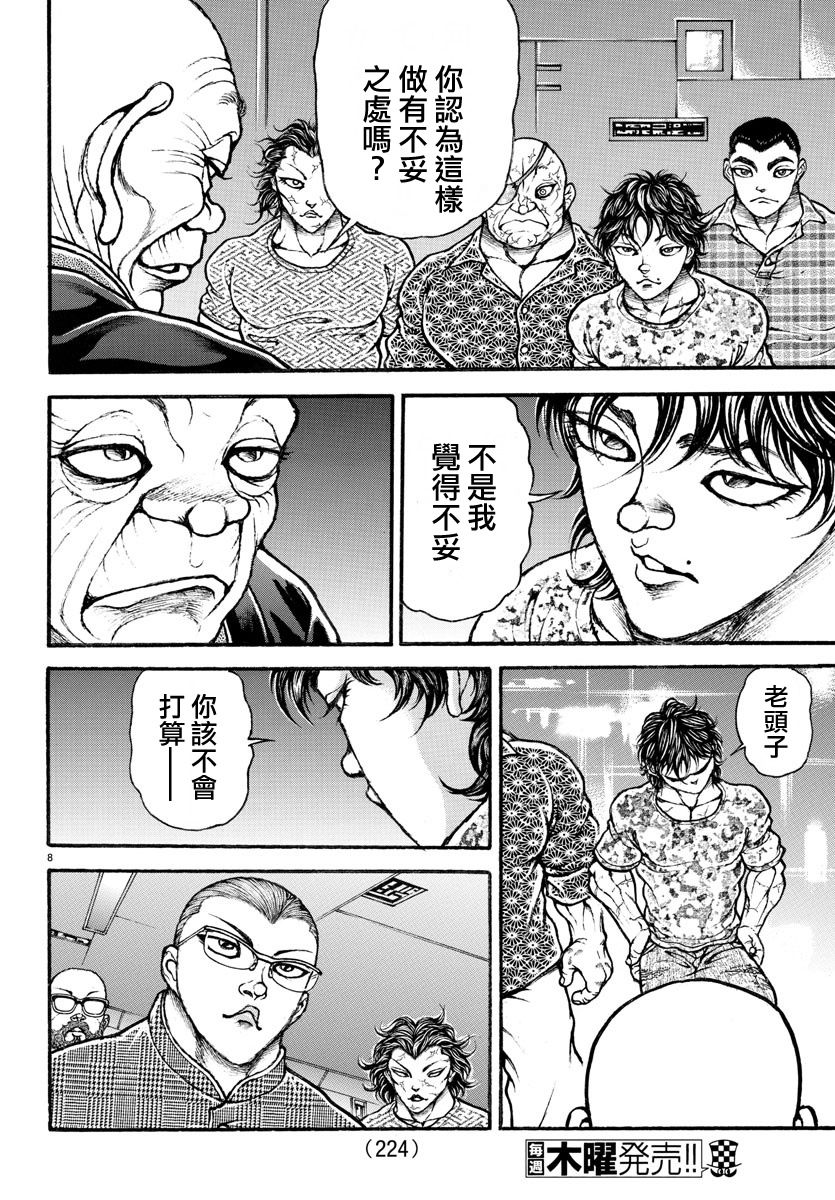 你認為這樣
做有不妥
之處嗎？
不是我
覺得不妥
老頭子
你該不會
打算——
8
（224）
毎週木曜発売!!